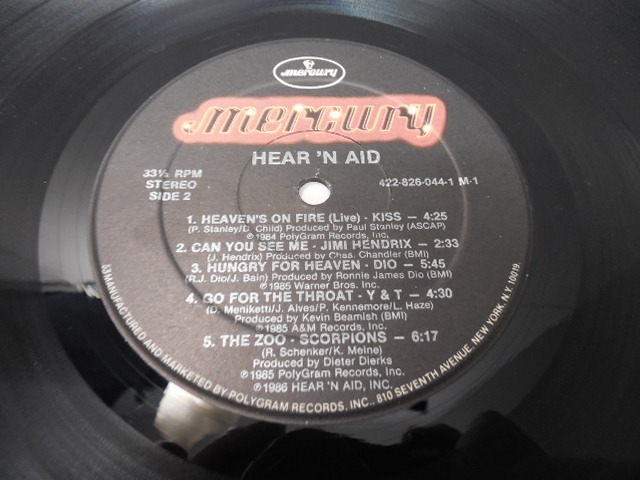 mercury
mercury
HEAR 'N AID
33⅓ RPM
STEREO
SIDE 2
422-826-044-1 M-1
1. HEAVEN'S ON FIRE (Live) - KISS — 4:25
(P. Stanley/D. Child) Produced by Paul Stanley (ASCAP)
℗1984 PolyGram Records, Inc.
2. CAN YOU SEE ME - JIMI HENDRIX — 2:33
(J. Hendrix) Produced by Chas. Chandler (BMI)
3. HUNGRY FOR HEAVEN - DIO — 5:45
(R.J. Dio/J. Bain) Produced by Ronnie James Dio (BMI)
℗1985 Warner Bros. Inc.
4. GO FOR THE THROAT - Y & T — 4:30
(D. Meniketti/J. Alves/P. Kennemore/L. Haze)
Produced by Kevin Beamish (BMI)
℗1985 A&M Records, Inc.
5. THE ZOO - SCORPIONS — 6:17
(R. Schenker/K. Meine)
Produced by Dieter Dierks
℗1985 PolyGram Records, Inc.
℗1986 HEAR 'N AID, INC.
53 MANUFACTURED AND MARKETED BY POLYGRAM RECORDS, INC., 810 SEVENTH AVENUE, NEW YORK, N.Y. 10019.